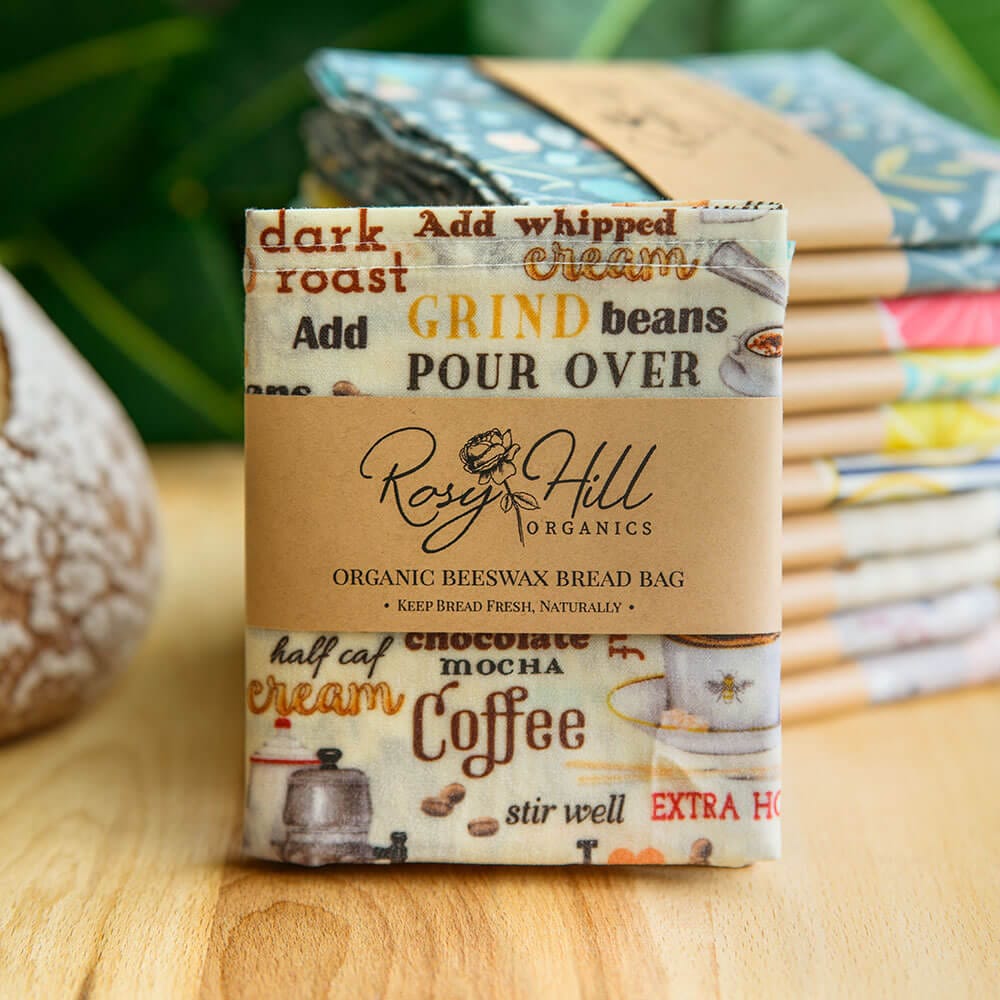 dark
roast
Add whipped
cream
Add
GRIND beans
POUR OVER
Rosy Hill
ORGANICS
ORGANIC BEESWAX BREAD BAG
• KEEP BREAD FRESH, NATURALLY •
half caf
cream
chocolate
MOCHA
Coffee
stir well
EXTRA HO
I